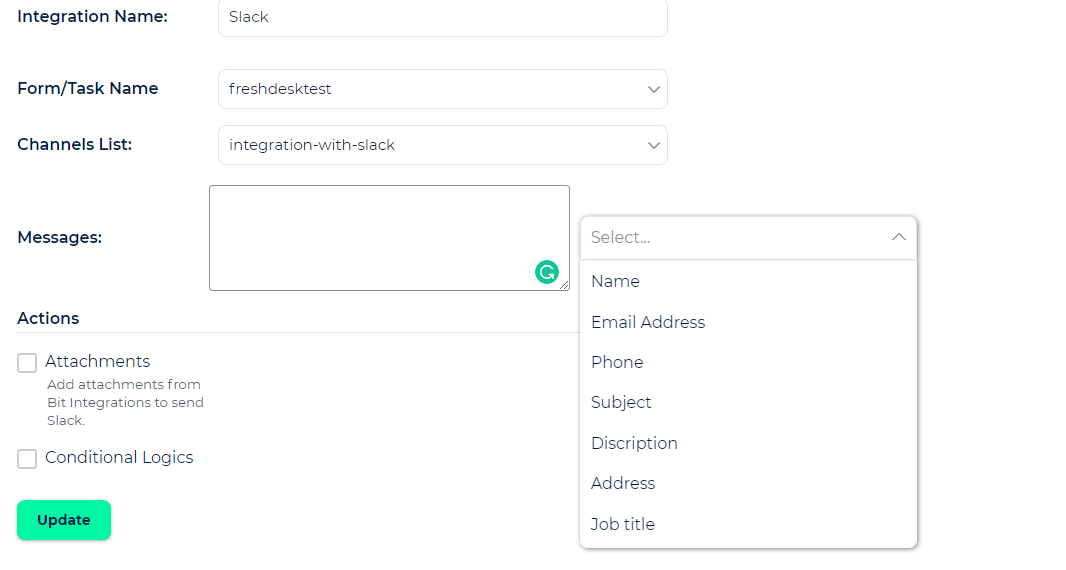 Integration Name:
Slack
Form/Task Name
freshdesktest
Channels List:
integration-with-slack
Messages:
Select...
Name
Email Address
Phone
Subject
Discription
Address
Job title
Actions
Attachments
Add attachments from
Bit Integrations to send
Slack.
Conditional Logics
Update